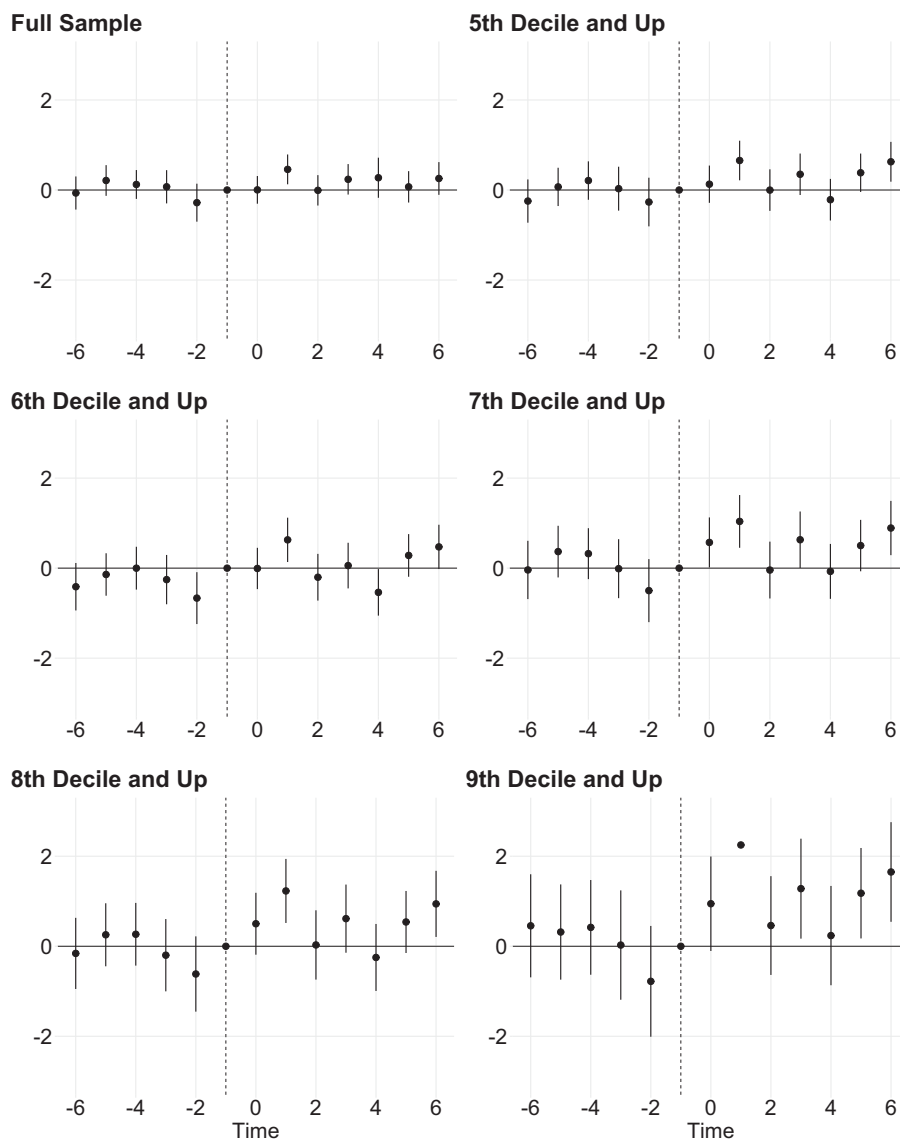 Full Sample
2
0
-2
-6 -4 -2 0 2 4 6
5th Decile and Up
2
0
-2
-6 -4 -2 0 2 4 6
6th Decile and Up
2
0
-2
-6 -4 -2 0 2 4 6
7th Decile and Up
2
0
-2
-6 -4 -2 0 2 4 6
8th Decile and Up
2
0
-2
-6 -4 -2 0 2 4 6
Time
9th Decile and Up
2
0
-2
-6 -4 -2 0 2 4 6
Time